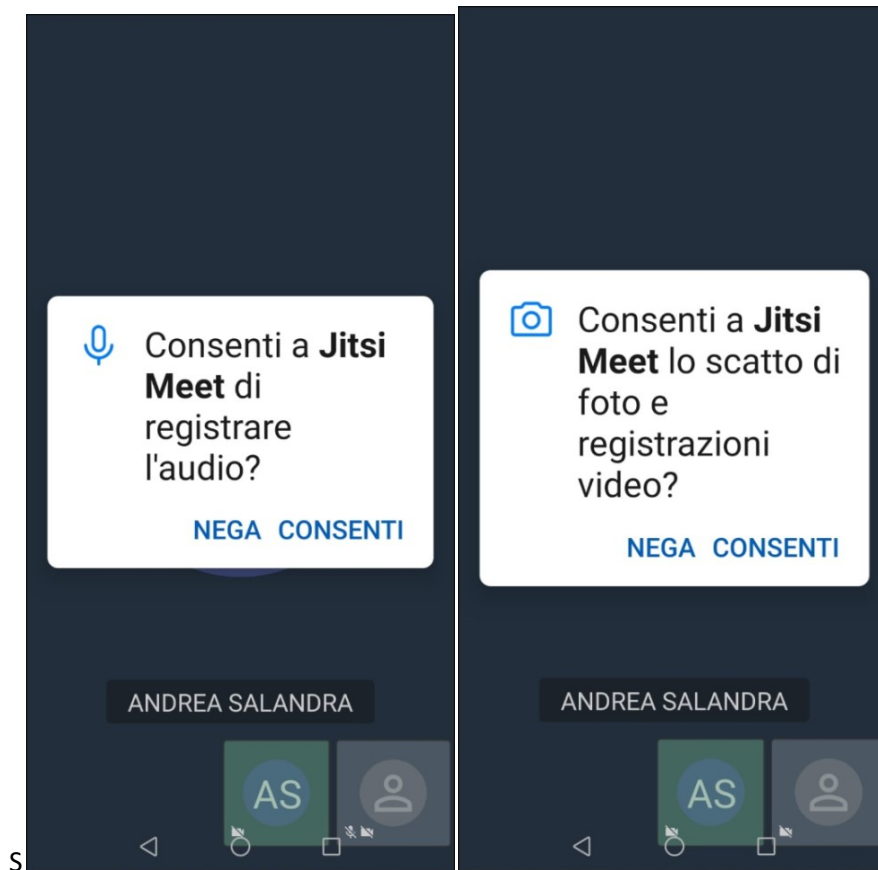 Consenti a Jitsi
Meet di
registrare
l'audio?
NEGA CONSENTI
ANDREA SALANDRA
AS
Consenti a Jitsi
Meet lo scatto di
foto e
registrazioni
video?
NEGA CONSENTI
ANDREA SALANDRA
AS
S